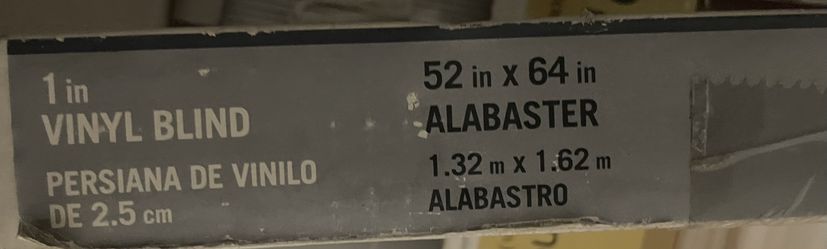 1 in
VINYL BLIND
PERSIANA DE VINILO
DE 2.5 cm
52 in x 64 in
ALABASTER
1.32 m x 1.62 m
ALABASTRO